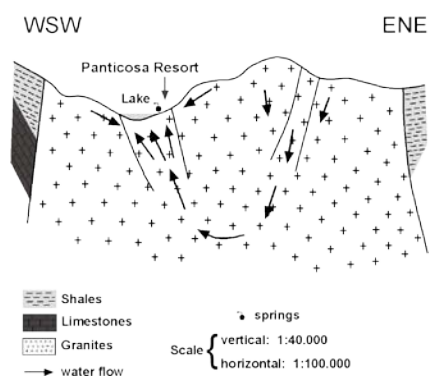 WSW ENE
Panticosa Resort
Lake
Shales
Limestones
Granites
water flow
springs
Scale
vertical: 1:40.000
horizontal: 1:100.000